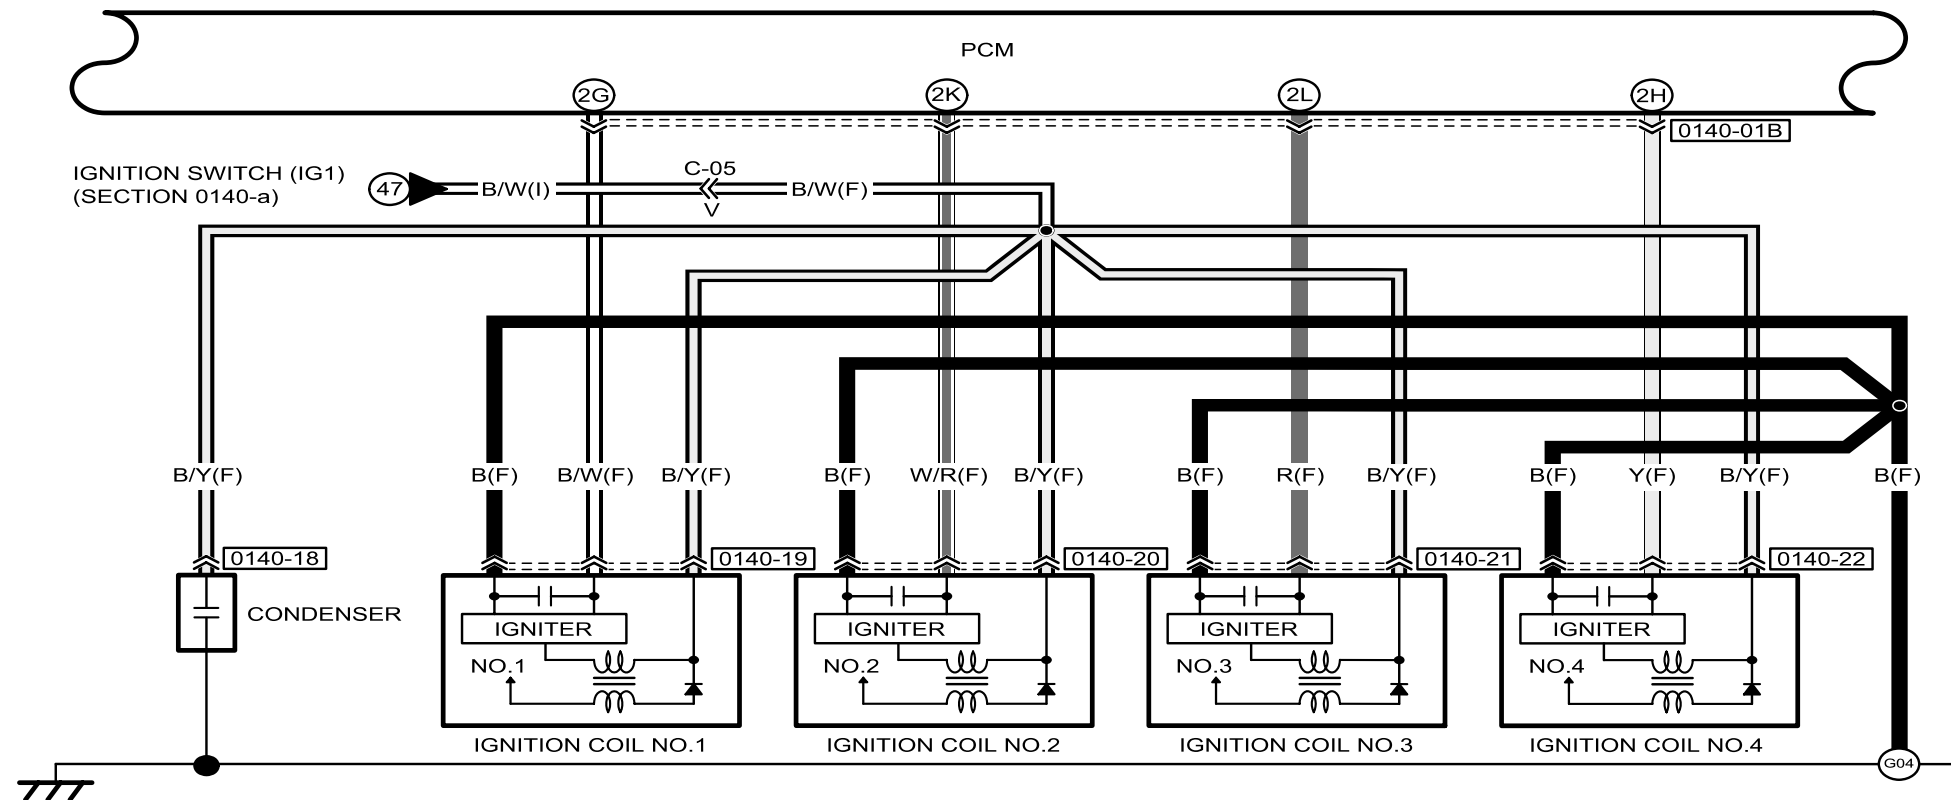 PCM
2G 2K 2L 2H
0140-01B
C-05
IGNITION SWITCH (IG1)
(SECTION 0140-a)
47 B/W(I) B/W(F)
V
B/Y(F) B(F) B/W(F) B/Y(F) B(F) W/R(F) B/Y(F) B(F) R(F) B/Y(F) B(F) Y(F) B/Y(F) B(F)
0140-18 0140-19 0140-20 0140-21 0140-22
CONDENSER
IGNITER IGNITER IGNITER IGNITER
NO.1 NO.2 NO.3 NO.4
IGNITION COIL NO.1 IGNITION COIL NO.2 IGNITION COIL NO.3 IGNITION COIL NO.4
G04